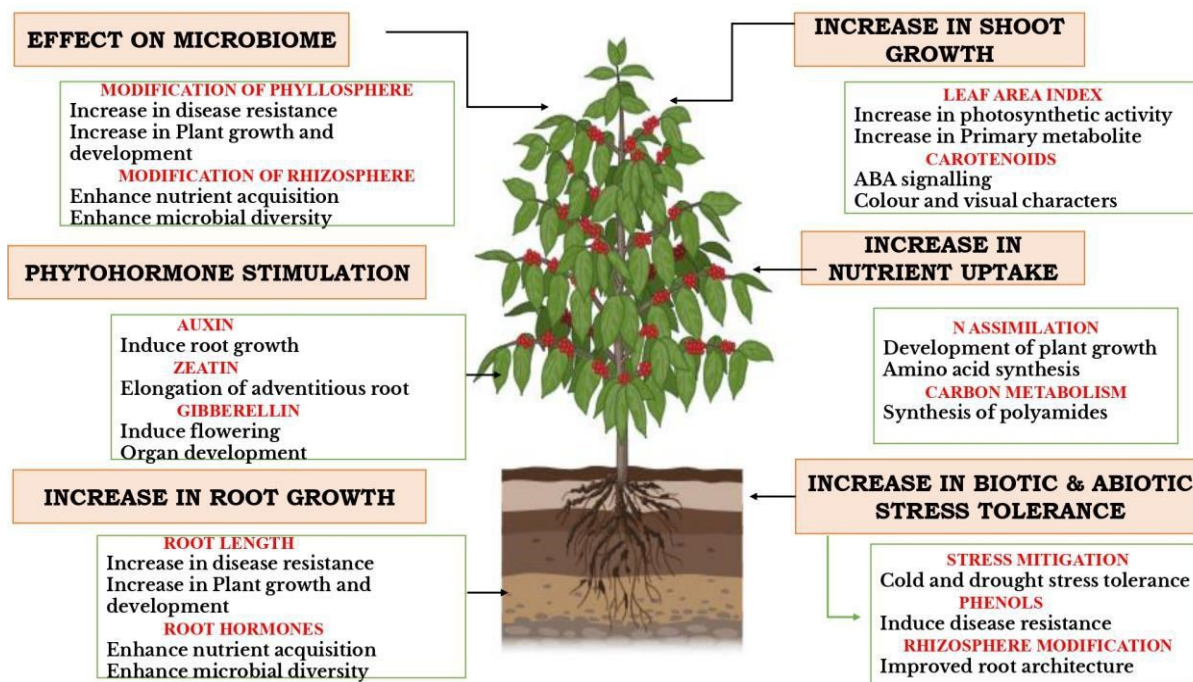 EFFECT ON MICROBIOME
MODIFICATION OF PHYLLOSPHERE
Increase in disease resistance
Increase in Plant growth and
development
MODIFICATION OF RHIZOSPHERE
Enhance nutrient acquisition
Enhance microbial diversity
PHYTOHORMONE STIMULATION
AUXIN
Induce root growth
ZEATIN
Elongation of adventitious root
GIBBERELLIN
Induce flowering
Organ development
INCREASE IN ROOT GROWTH
ROOT LENGTH
Increase in disease resistance
Increase in Plant growth and
development
ROOT HORMONES
Enhance nutrient acquisition
Enhance microbial diversity
INCREASE IN SHOOT
GROWTH
LEAF AREA INDEX
Increase in photosynthetic activity
Increase in Primary metabolite
CAROTENOIDS
ABA signalling
Colour and visual characters
INCREASE IN
NUTRIENT UPTAKE
N ASSIMILATION
Development of plant growth
Amino acid synthesis
CARBON METABOLISM
Synthesis of polyamides
INCREASE IN BIOTIC & ABIOTIC
STRESS TOLERANCE
STRESS MITIGATION
Cold and drought stress tolerance
PHENOLS
Induce disease resistance
RHIZOSPHERE MODIFICATION
Improved root architecture